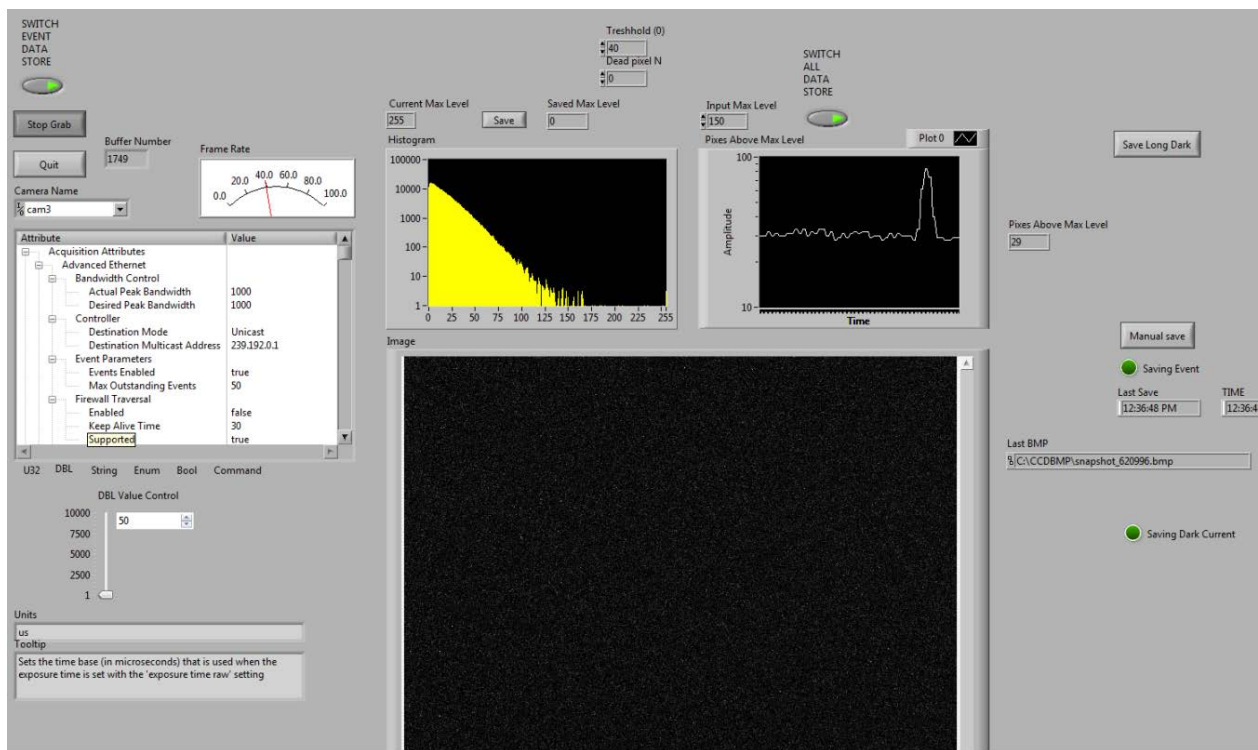 SWITCH
EVENT
DATA
STORE
Treshhold (0)
40
Dead pixel N
0
SWITCH
ALL
DATA
STORE
Stop Grab
Quit
Buffer Number
1749
Frame Rate
0.0 20.0 40.0 60.0 80.0 100.0
Camera Name
cam3
Current Max Level
255
Save
Saved Max Level
0
Input Max Level
150
Histogram
100000
10000
1000
100
10
1
0 25 50 75 100 125 150 175 200 225 255
Pixes Above Max Level
Plot 0
100
Amplitude
10
Time
Save Long Dark
Pixes Above Max Level
29
Attribute Value
Acquisition Attributes
Advanced Ethernet
Bandwidth Control
Actual Peak Bandwidth 1000
Desired Peak Bandwidth 1000
Controller
Destination Mode Unicast
Destination Multicast Address 239.192.0.1
Event Parameters
Events Enabled true
Max Outstanding Events 50
Firewall Traversal
Enabled false
Keep Alive Time 30
Supported true
Image
Manual save
Saving Event
Last Save TIME
12:36:48 PM 12:36:4
Last BMP
C:\CCDBMP\snapshot_620996.bmp
Saving Dark Current
U32 DBL String Enum Bool Command
DBL Value Control
10000
7500
5000
2500
1
50
Units
us
Tooltip
Sets the time base (in microseconds) that is used when the
exposure time is set with the 'exposure time raw' setting